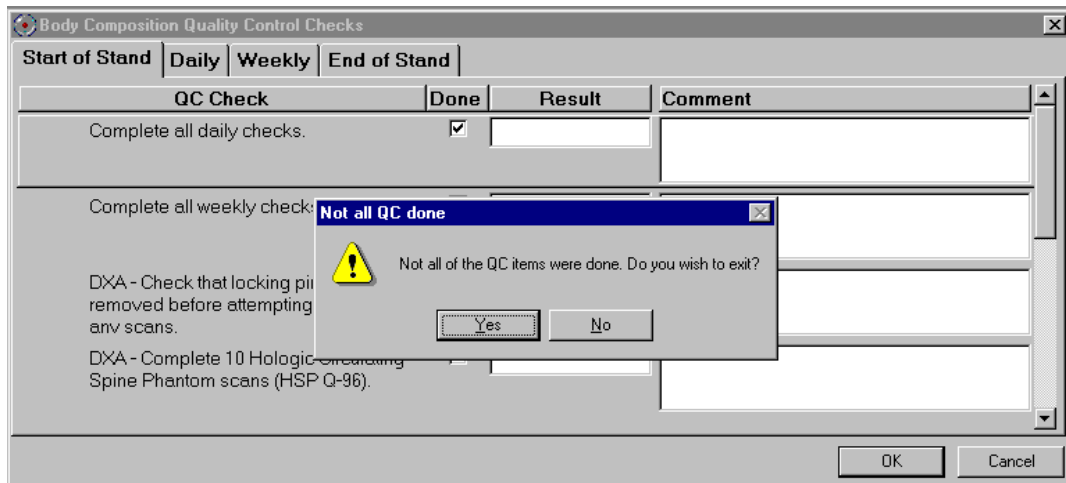 Body Composition Quality Control Checks
Start of Stand Daily Weekly End of Stand
QC Check Done Result Comment
Complete all daily checks.
Complete all weekly
Not all QC done
Not all of the QC items were done. Do you wish to exit?
Yes No
DXA - Check that locking
removed before attempting
any scans.
DXA - Complete 10 Hologic
Spine Phantom scans (HSP Q-96).
OK Cancel